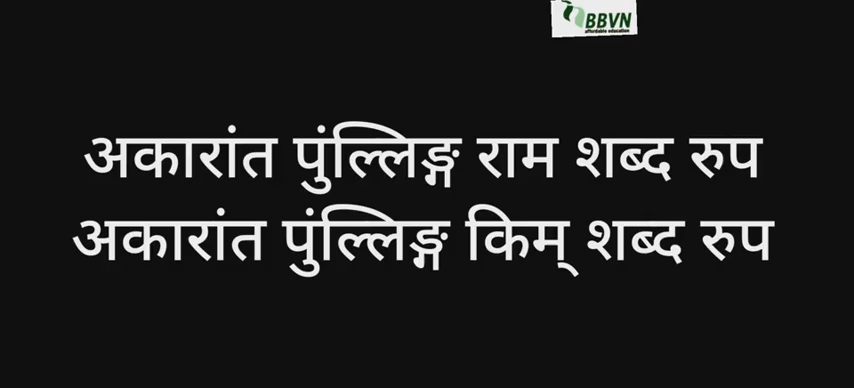 BBVN
affordable education
अकारांत पुंल्लिङ्ग राम शब्द रुप
अकारांत पुंल्लिङ्ग किम् शब्द रुप